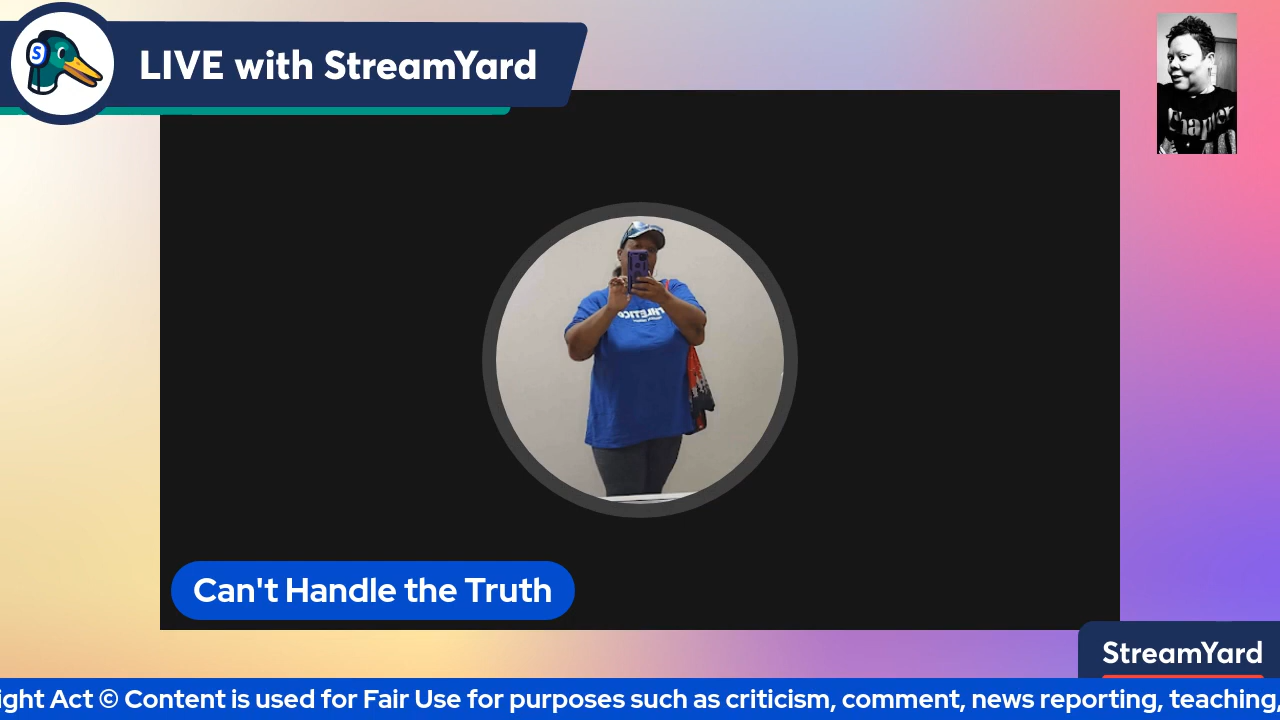 LIVE with StreamYard
Chapter
Can't Handle the Truth
StreamYard
ight Act © Content is used for Fair Use for purposes such as criticism, comment, news reporting, teaching,